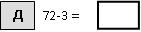 Д 72-3 =